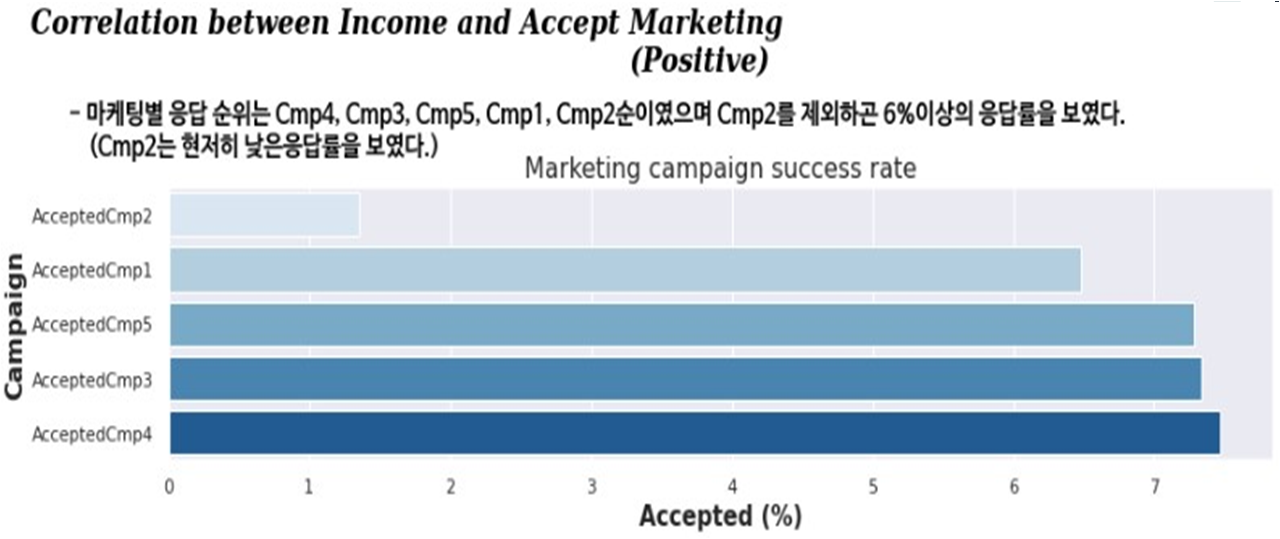 Correlation between Income and Accept Marketing
(Positive)
- 마케팅별 응답 순위는 Cmp4, Cmp3, Cmp5, Cmp1, Cmp2순이였으며 Cmp2를 제외하곤 6%이상의 응답률을 보였다.
(Cmp2는 현저히 낮은응답률을 보였다.)
Marketing campaign success rate
Campaign
AcceptedCmp2
AcceptedCmp1
AcceptedCmp5
AcceptedCmp3
AcceptedCmp4
0 1 2 3 4 5 6 7
Accepted (%)